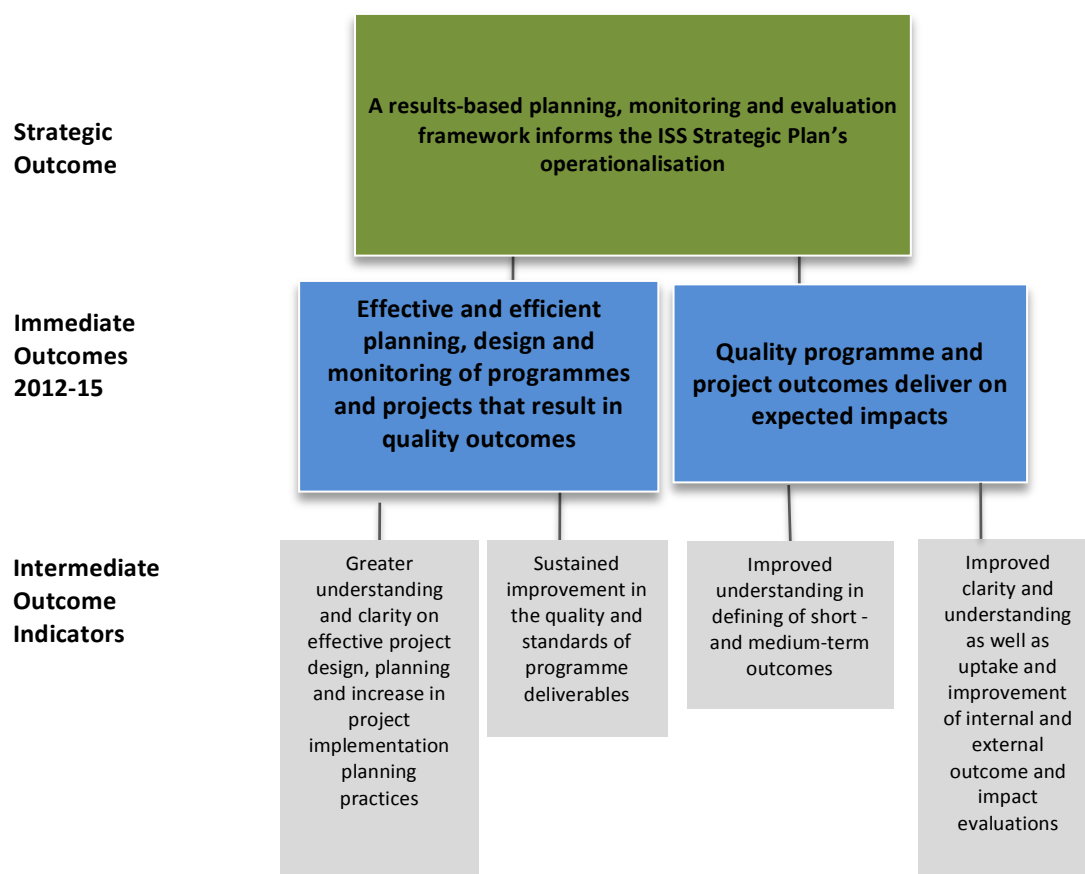 Strategic
Outcome
A results-based planning, monitoring and evaluation
framework informs the ISS Strategic Plan’s
operationalisation
Immediate
Outcomes
2012-15
Effective and efficient
planning, design and
monitoring of programmes
and projects that result in
quality outcomes
Quality programme and
project outcomes deliver on
expected impacts
Intermediate
Outcome
Indicators
Greater
understanding
and clarity on
effective project
design, planning
and increase in
project
implementation
planning
practices
Sustained
improvement in
the quality and
standards of
programme
deliverables
Improved
understanding in
defining of short -
and medium-term
outcomes
Improved
clarity and
understanding
as well as
uptake and
improvement
of internal and
external
outcome and
impact
evaluations